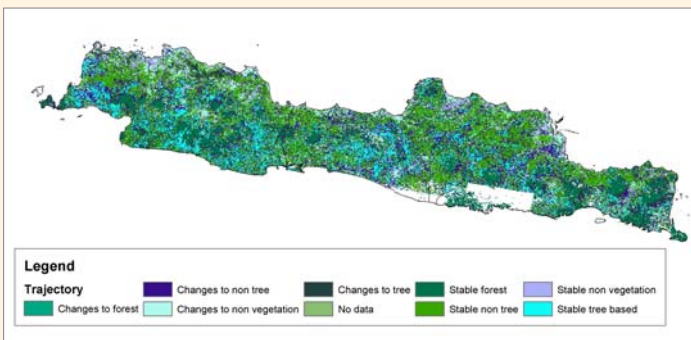 Legend
Trajectory
Changes to forest
Changes to non tree
Changes to non vegetation
Changes to tree
No data
Stable forest
Stable non tree
Stable non vegetation
Stable tree based